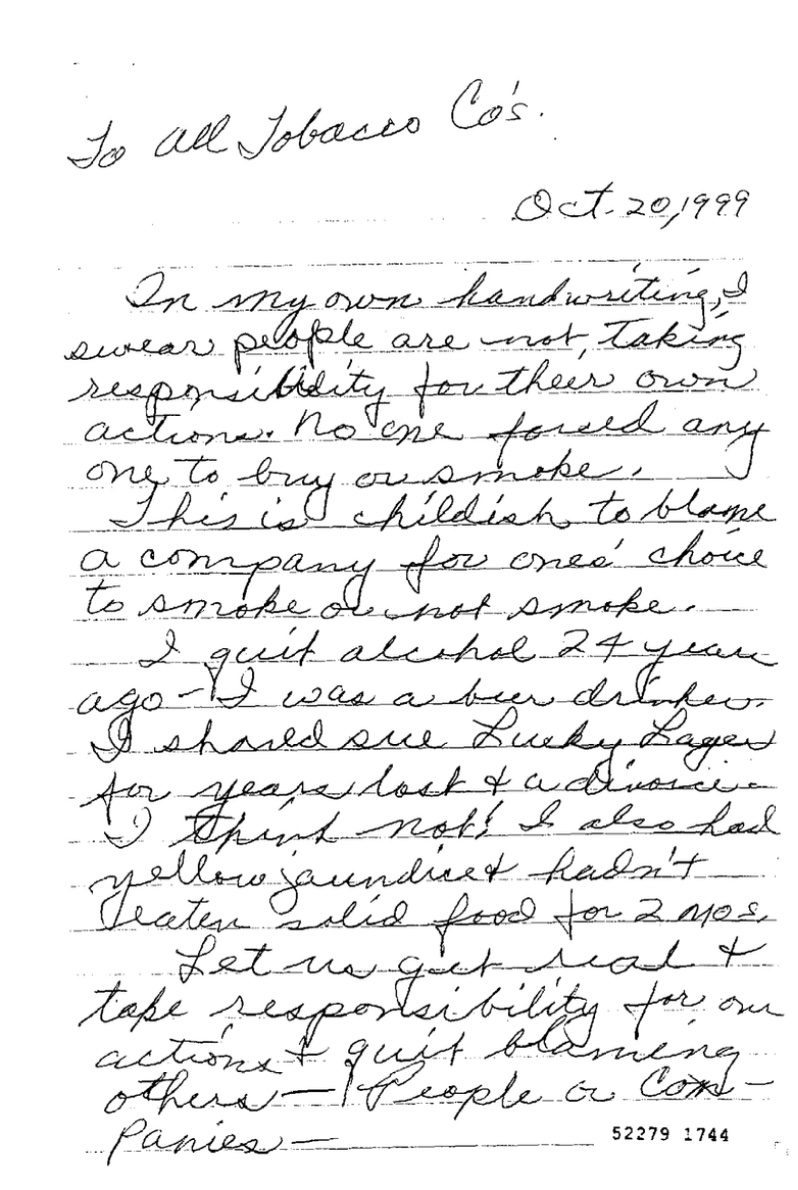 To All Tobacco Co's.
Oct. 20, 1999
In my own handwriting, I
swear people are not taking
responsibility for their own
actions. No one forced any
one to buy or smoke.
This is childish to blame
a company for ones' choice
to smoke or not smoke.
I quit alcohol 24 years
ago – I was a beer drinker.
I should sue Lucky Lager
for years lost & a divorce –
I think not! I also had
yellow jaundice & hadn't
eaten solid food for 2 mos.
Let us get real &
take responsibility for our
actions & quit blaming
others – People or Com-
panies –
52279 1744